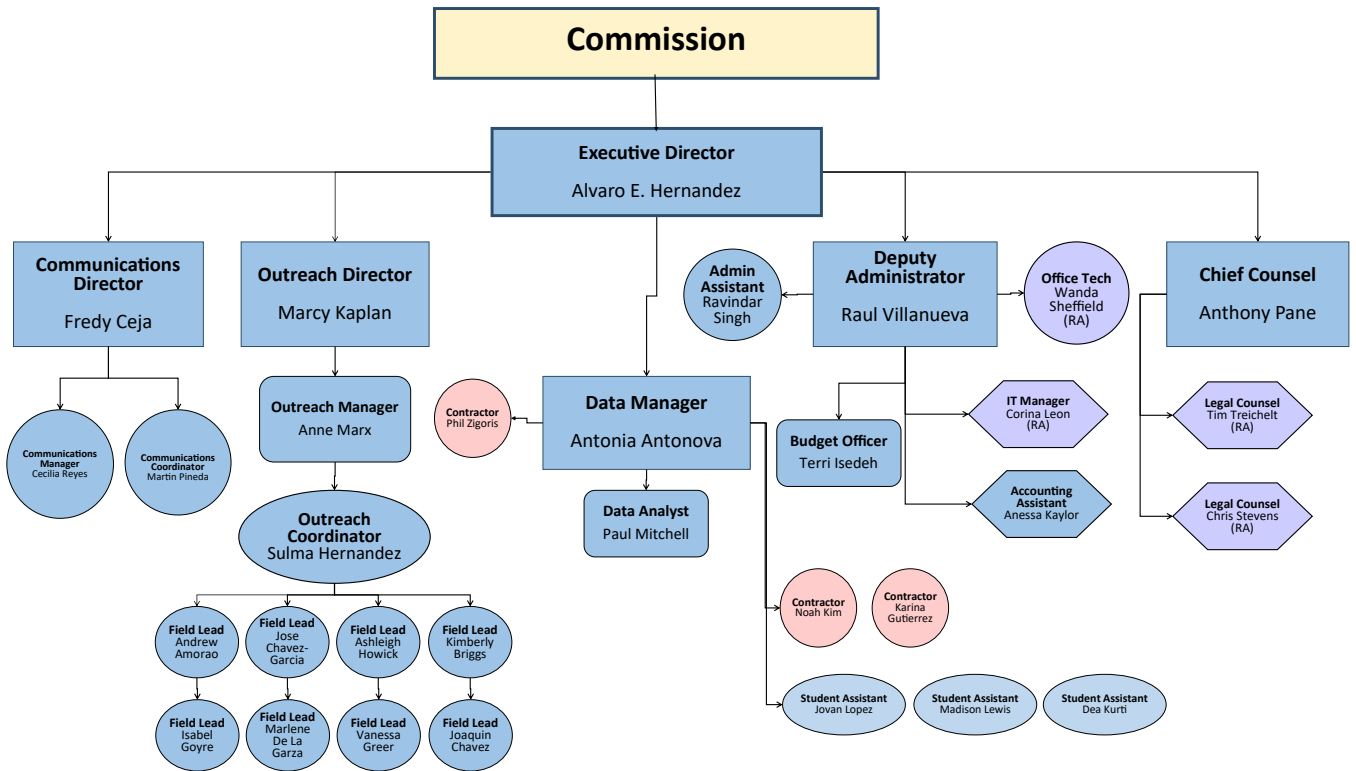 Commission
Executive Director
Alvaro E. Hernandez
Communications
Director
Fredy Ceja
Outreach Director
Marcy Kaplan
Admin
Assistant
Ravindar
Singh
Deputy
Administrator
Raul Villanueva
Office Tech
Wanda
Sheffield
(RA)
Chief Counsel
Anthony Pane
Communications
Manager
Cecilia Reyes
Communications
Coordinator
Martin Pineda
Outreach Manager
Anne Marx
Contractor
Phil Zigoris
Data Manager
Antonia Antonova
Budget Officer
Terri Isedeh
IT Manager
Corina Leon
(RA)
Legal Counsel
Tim Treichelt
(RA)
Data Analyst
Paul Mitchell
Accounting
Assistant
Anessa Kaylor
Legal Counsel
Chris Stevens
(RA)
Outreach
Coordinator
Sulma Hernandez
Contractor
Noah Kim
Contractor
Karina
Gutierrez
Field Lead
Andrew
Amorao
Field Lead
Jose
Chavez-
Garcia
Field Lead
Ashleigh
Howick
Field Lead
Kimberly
Briggs
Field Lead
Isabel
Goyre
Field Lead
Marlene
De La
Garza
Field Lead
Vanessa
Greer
Field Lead
Joaquin
Chavez
Student Assistant
Jovan Lopez
Student Assistant
Madison Lewis
Student Assistant
Dea Kurti